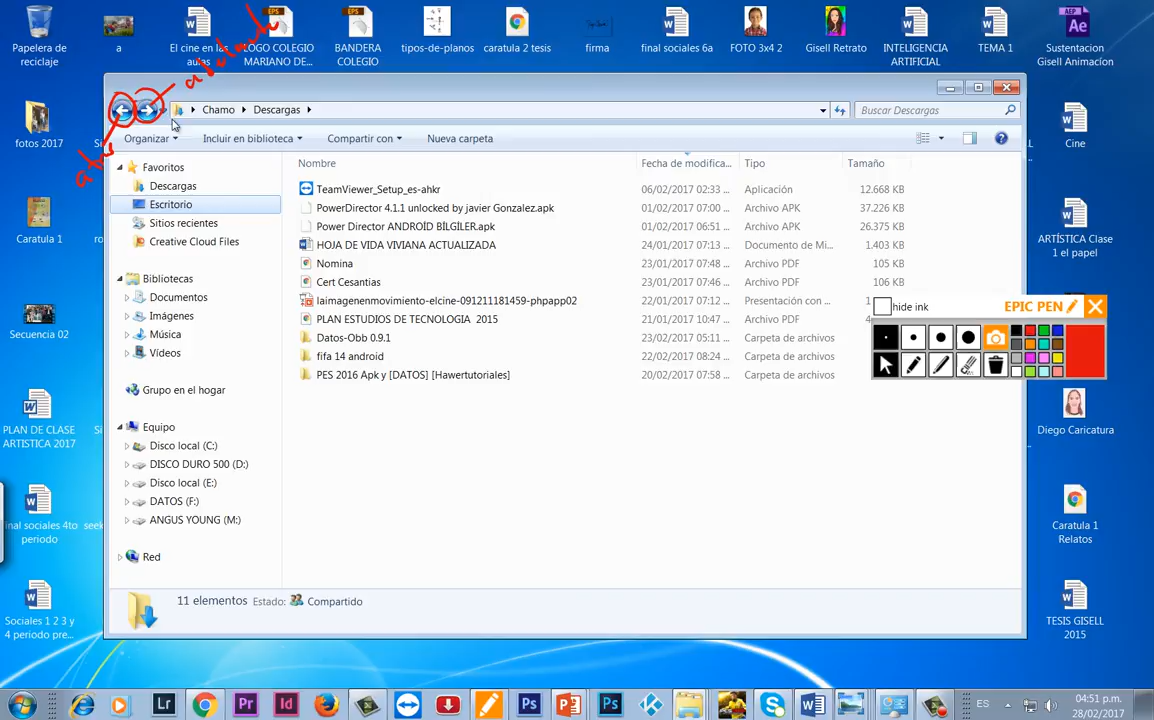 Papelera de reciclaje
a
El cine en las aulas
LOGO COLEGIO MARIANO DE...
BANDERA COLEGIO
tipos-de-planos
caratula 2 tesis
firma
final sociales 6a
FOTO 3x4 2
Gisell Retrato
INTELIGENCIA ARTIFICIAL
TEMA 1
Sustentacion Gisell Animacion
atras
adelante
Chamo
Descargas
Buscar Descargas
Organizar
Incluir en biblioteca
Compartir con
Nueva carpeta
fotos 2017
Caratula 1
Secuencia 02
PLAN DE CLASE ARTISTICA 2017
inal sociales 4to periodo
seek
Sociales 1 2 3 y 4 periodo pre...
Favoritos
Descargas
Escritorio
Sitios recientes
Creative Cloud Files
Bibliotecas
Documentos
Imágenes
Música
Vídeos
Grupo en el hogar
Equipo
Disco local (C:)
DISCO DURO 500 (D:)
Disco local (E:)
DATOS (F:)
ANGUS YOUNG (M:)
Red
Nombre Fecha de modifica... Tipo Tamaño
TeamViewer_Setup_es-ahkr 06/02/2017 02:33 ... Aplicación 12.668 KB
PowerDirector 4.1.1 unlocked by javier Gonzalez.apk 01/02/2017 07:00 ... Archivo APK 37.226 KB
Power Director ANDROİD BİLGİLER.apk 01/02/2017 06:51 ... Archivo APK 26.375 KB
HOJA DE VIDA VIVIANA ACTUALIZADA 24/01/2017 07:13 ... Documento de Mi... 1.403 KB
Nomina 23/01/2017 07:48 ... Archivo PDF 105 KB
Cert Cesantias 23/01/2017 07:46 ... Archivo PDF 106 KB
laimagenenmovimiento-elcine-091211181459-phpapp02 22/01/2017 07:12 ... Presentación con ...
PLAN ESTUDIOS DE TECNOLOGIA 2015 21/01/2017 10:47 ... Archivo PDF
Datos-Obb 0.9.1 23/02/2017 05:11 ... Carpeta de archivos
fifa 14 android 22/02/2017 08:24 ... Carpeta de archivos
PES 2016 Apk y [DATOS] [Hawertutoriales] 20/02/2017 07:58 ... Carpeta de archivos
11 elementos Estado: Compartido
hide ink
EPIC PEN
Cine
ARTÍSTICA Clase 1 el papel
Diego Caricatura
Caratula 1 Relatos
TESIS GISELL 2015
ES
04:51 p.m.
28/02/2017